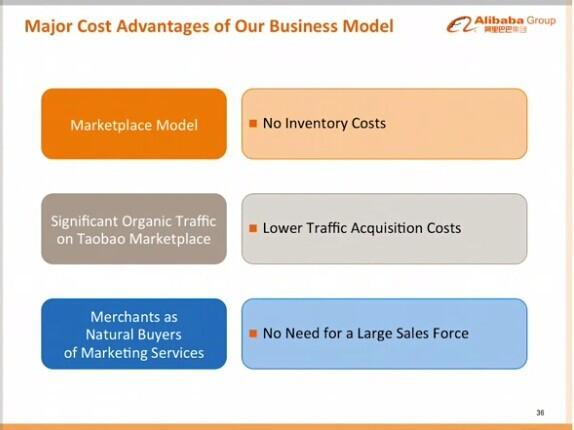 Major Cost Advantages of Our Business Model
Alibaba Group
阿里巴巴集团
Marketplace Model
■ No Inventory Costs
Significant Organic Traffic
on Taobao Marketplace
■ Lower Traffic Acquisition Costs
Merchants as
Natural Buyers
of Marketing Services
■ No Need for a Large Sales Force
36